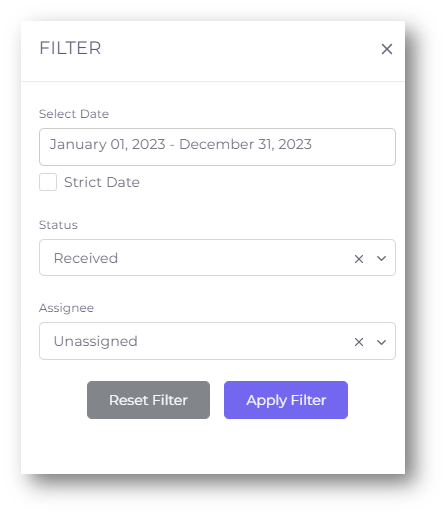 FILTER
Select Date
January 01, 2023 - December 31, 2023
Strict Date
Status
Received
Assignee
Unassigned
Reset Filter Apply Filter